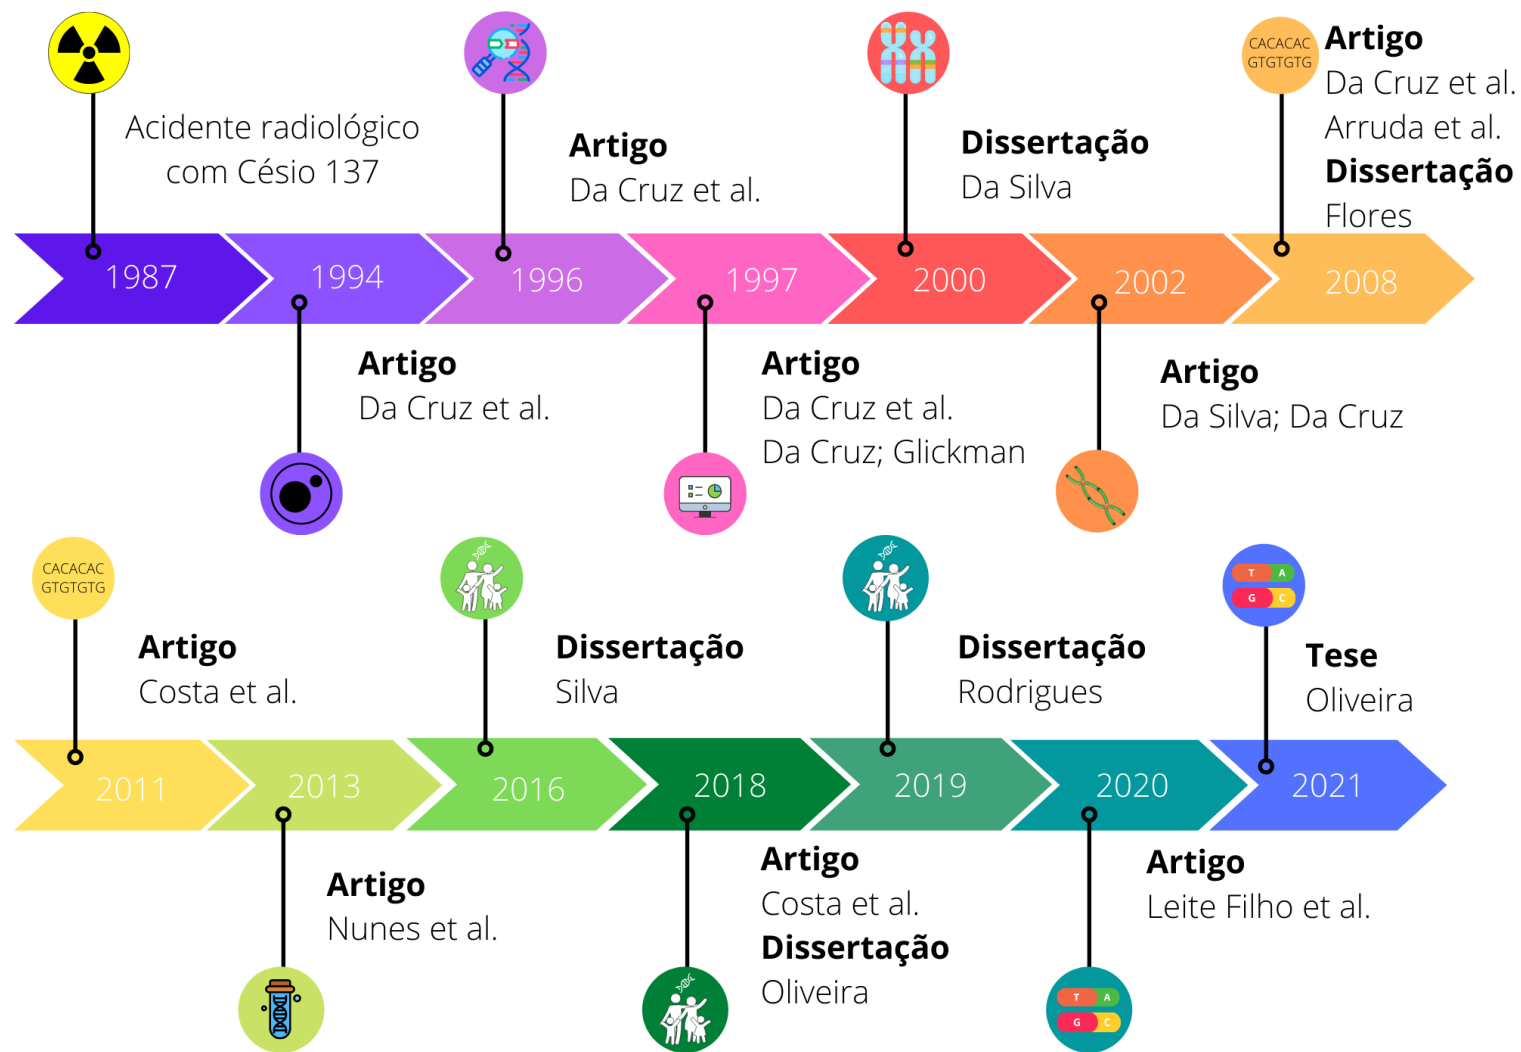 Acidente radiológico
com Césio 137
Artigo
Da Cruz et al.
Dissertação
Da Silva
CACACAC
GTGTGTG
Artigo
Da Cruz et al.
Arruda et al.
Dissertação
Flores
1987
1994
1996
1997
2000
2002
2008
Artigo
Da Cruz et al.
Artigo
Da Cruz et al.
Da Cruz; Glickman
Artigo
Da Silva; Da Cruz
CACACAC
GTGTGTG
Artigo
Costa et al.
Dissertação
Silva
Dissertação
Rodrigues
T A
G C
Tese
Oliveira
2011
2013
2016
2018
2019
2020
2021
Artigo
Nunes et al.
Artigo
Costa et al.
Dissertação
Oliveira
Artigo
Leite Filho et al.
T A
G C